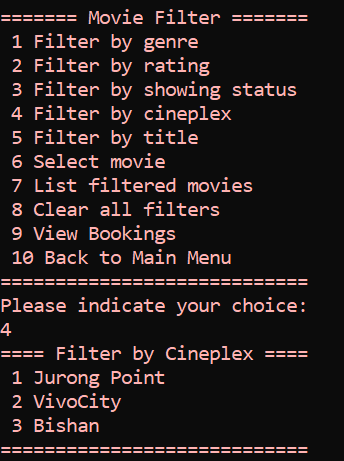 ======= Movie Filter =======
 1 Filter by genre
 2 Filter by rating
 3 Filter by showing status
 4 Filter by cineplex
 5 Filter by title
 6 Select movie
 7 List filtered movies
 8 Clear all filters
 9 View Bookings
 10 Back to Main Menu
============================
Please indicate your choice:
4
==== Filter by Cineplex ====
 1 Jurong Point
 2 VivoCity
 3 Bishan
============================